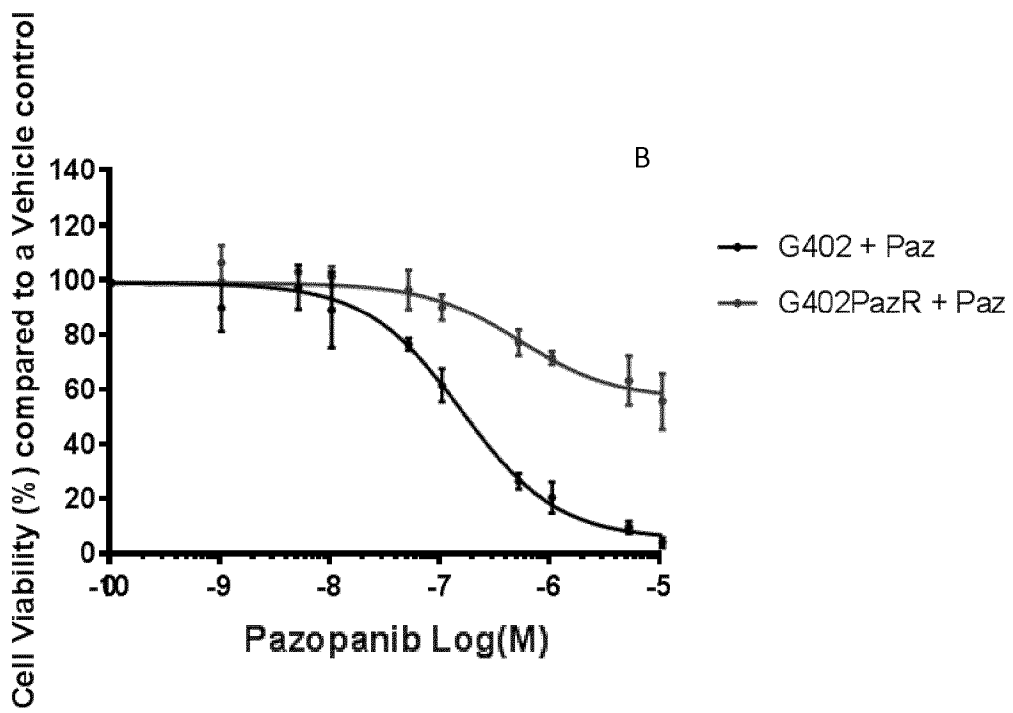 Cell Viability (%) compared to a Vehicle control
B
140
120
100
80
60
40
20
0
-10 -9 -8 -7 -6 -5
Pazopanib Log(M)
G402 + Paz
G402PazR + Paz